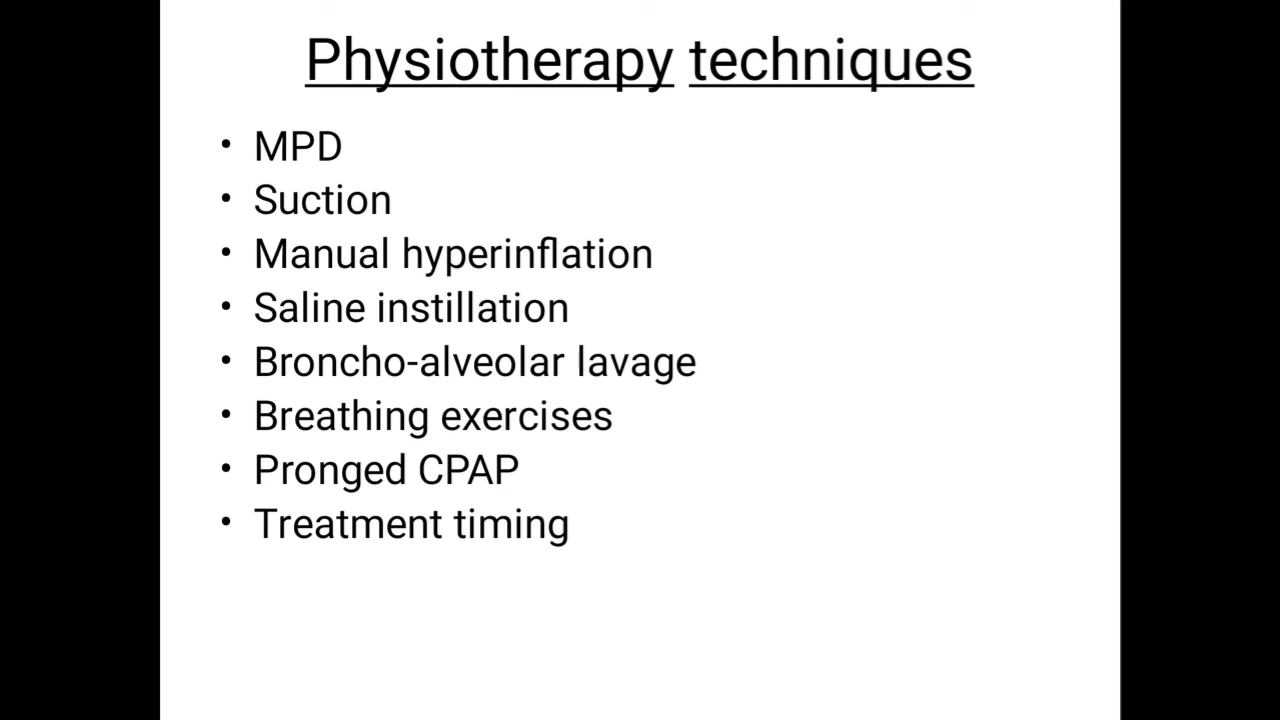 Physiotherapy techniques
• MPD
• Suction
• Manual hyperinflation
• Saline instillation
• Broncho-alveolar lavage
• Breathing exercises
• Pronged CPAP
• Treatment timing